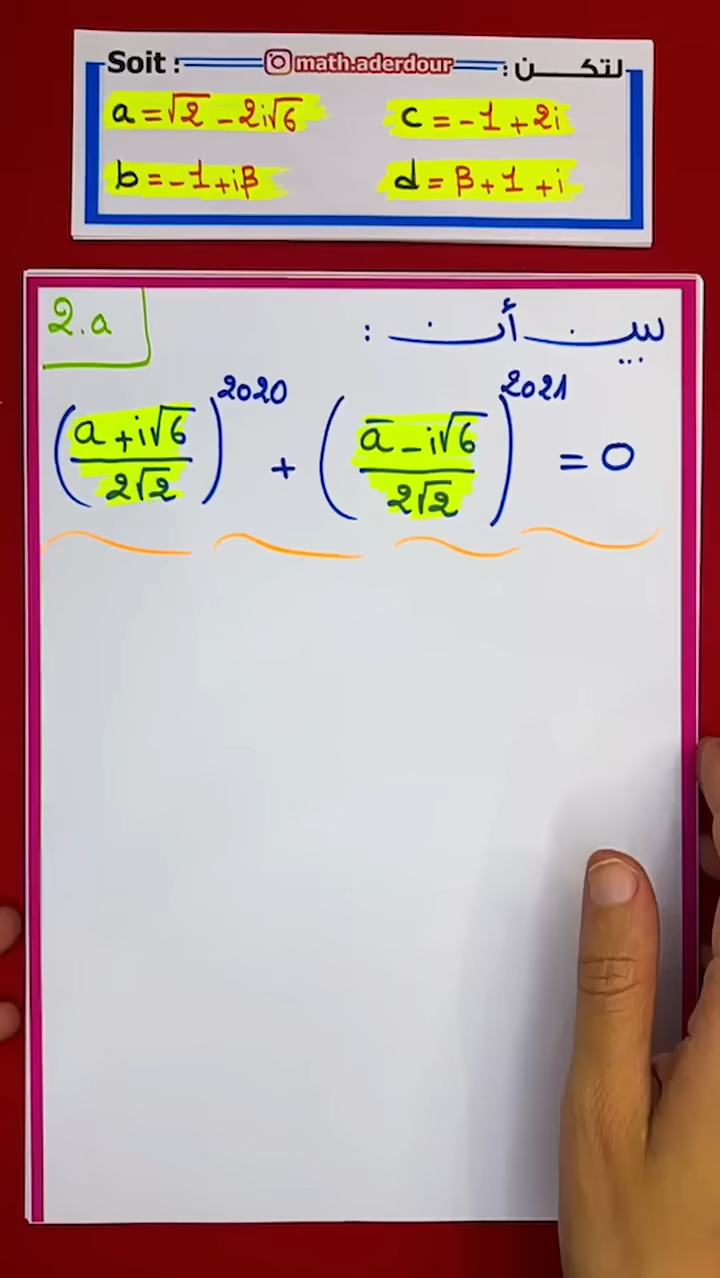 Soit : math.aderdour لتكن :
a = √2 - 2i√6 c = -1 + 2i
b = -1 + iβ d = β + 1 + i
2.a بين أن :
((a + i√6)/(2√2))^2020 + ((a̅ - i√6)/(2√2))^2021 = 0